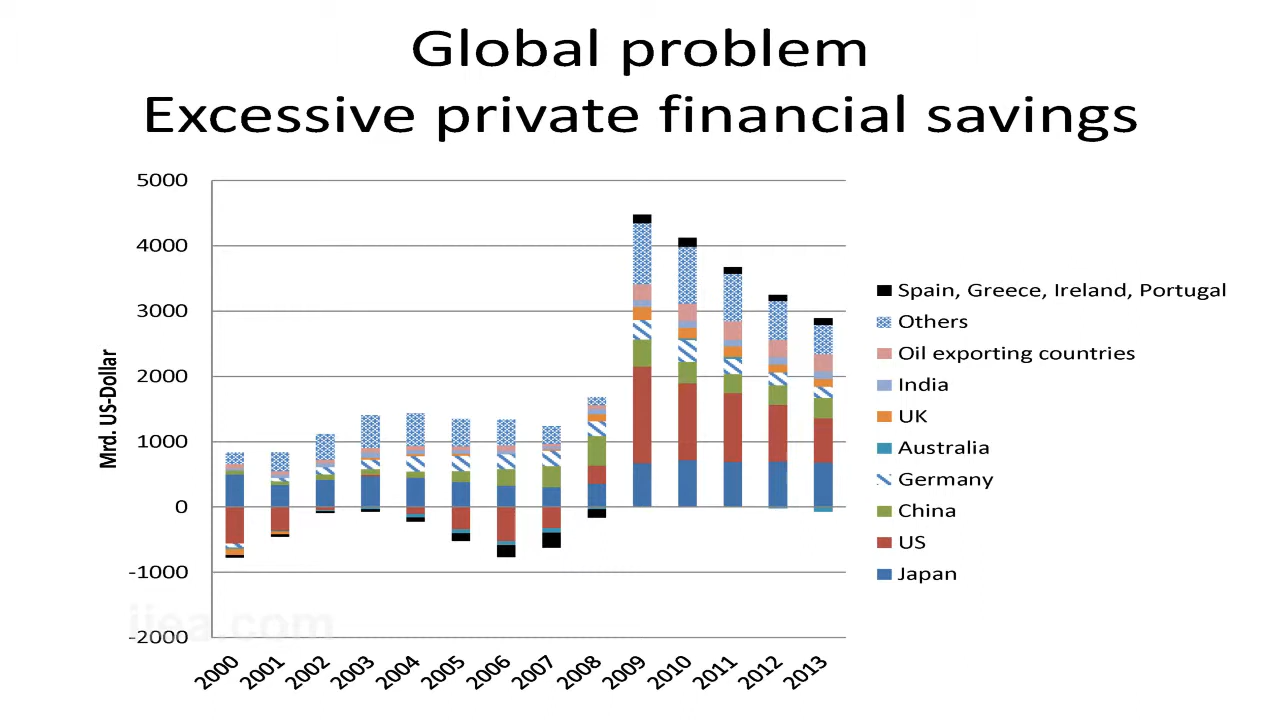 Global problem
Excessive private financial savings
Mrd. US-Dollar
5000
4000
3000
2000
1000
0
-1000
-2000
2000
2001
2002
2003
2004
2005
2006
2007
2008
2009
2010
2011
2012
2013
Spain, Greece, Ireland, Portugal
Others
Oil exporting countries
India
UK
Australia
Germany
China
US
Japan
iiea.com